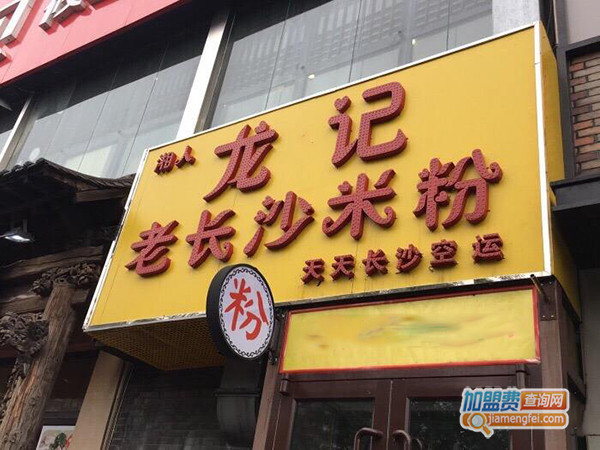 湘人 龙记
老长沙米粉
天天长沙空运
粉
加盟费查询网
jiamengfei.com